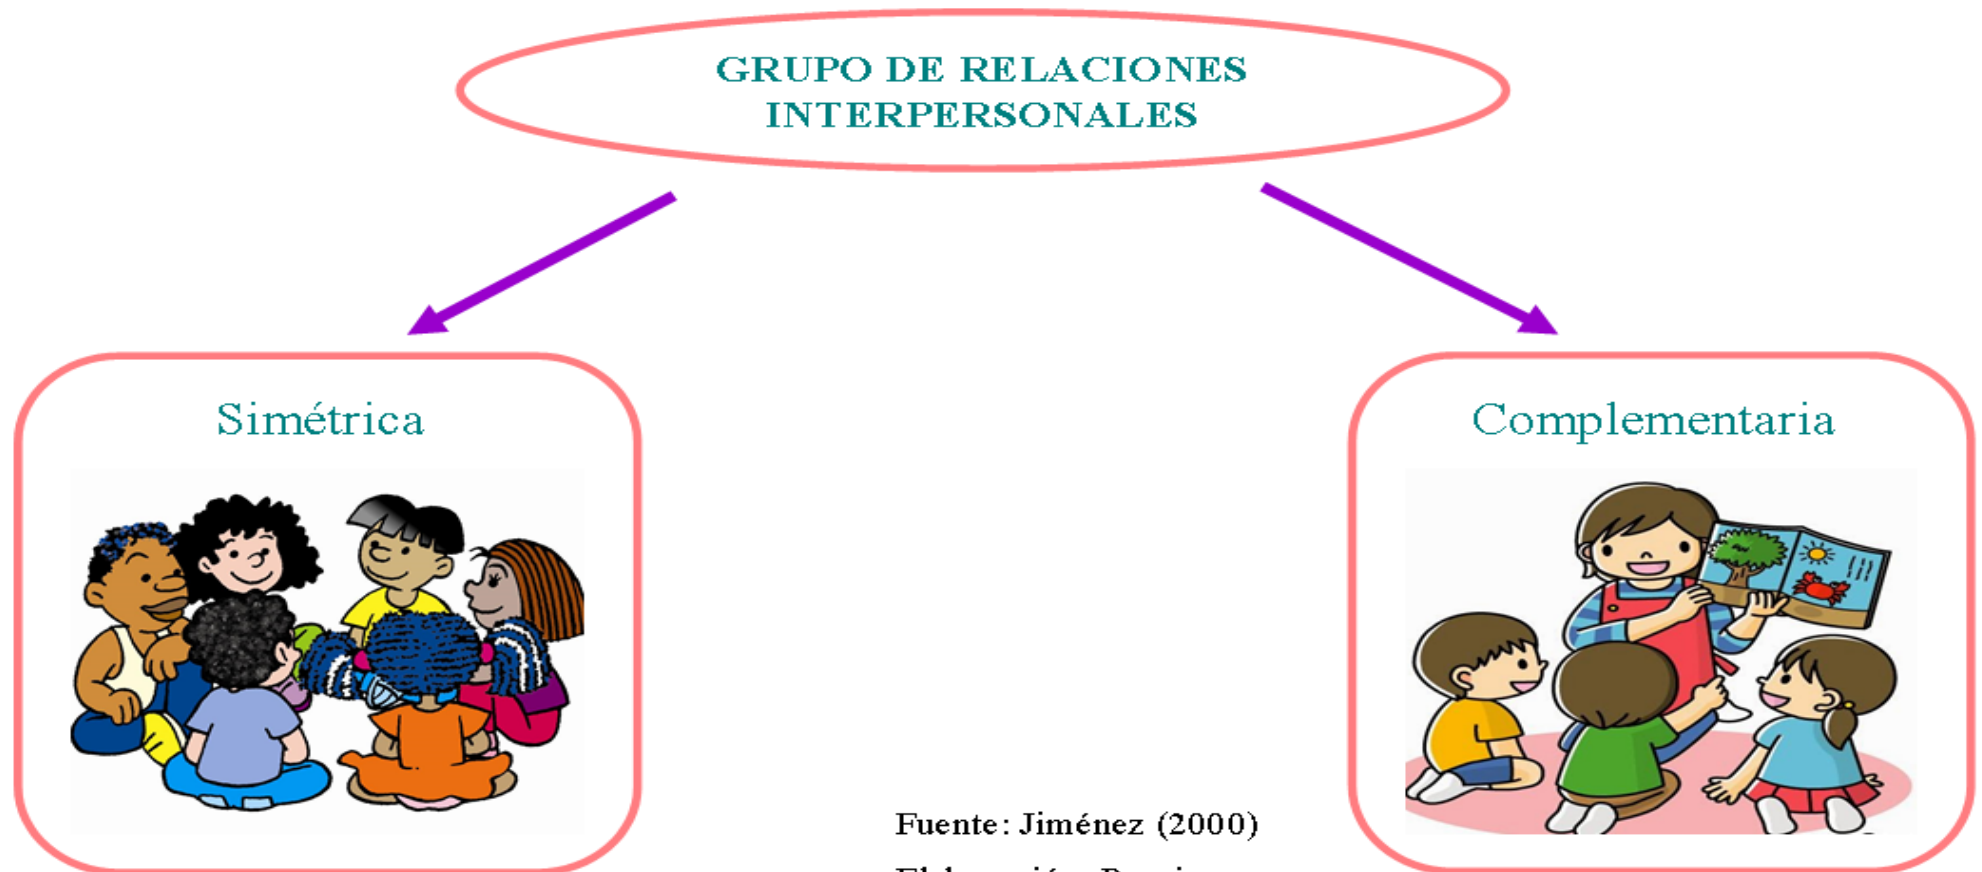 GRUPO DE RELACIONES
INTERPERSONALES
Simétrica
Complementaria
Fuente: Jiménez (2000)